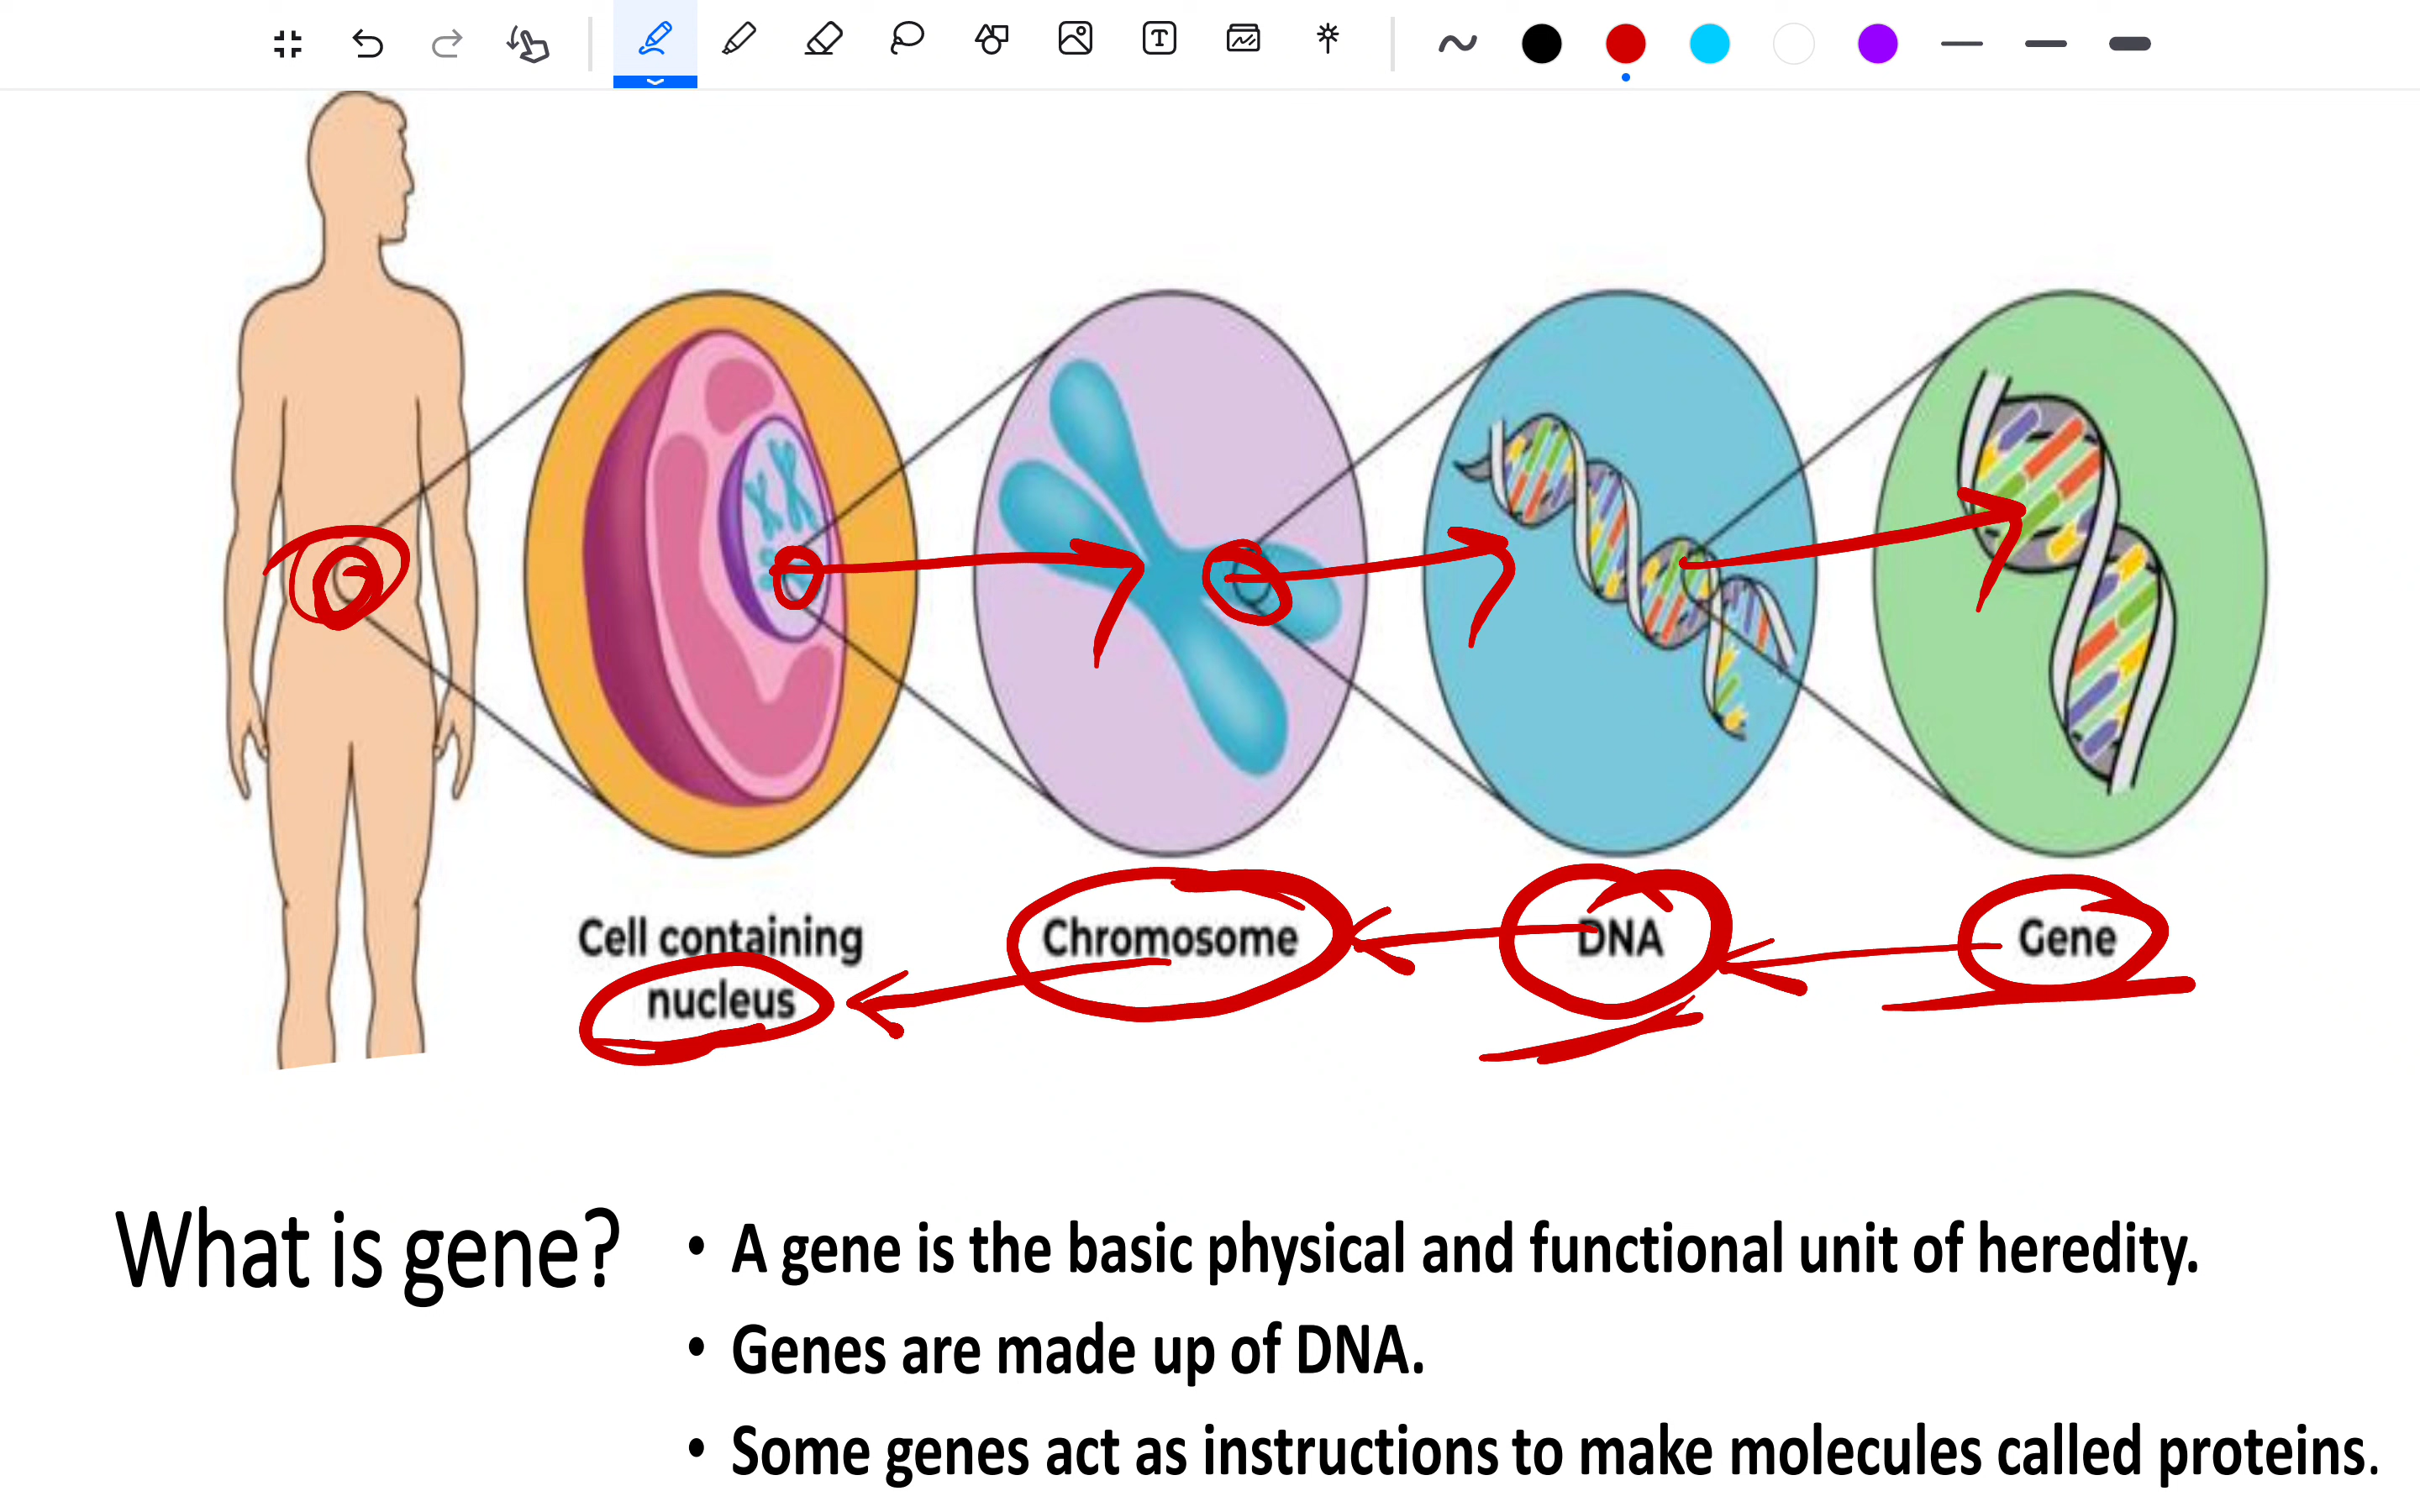 Cell containing
nucleus
Chromosome
DNA
Gene
What is gene?
• A gene is the basic physical and functional unit of heredity.
• Genes are made up of DNA.
• Some genes act as instructions to make molecules called proteins.